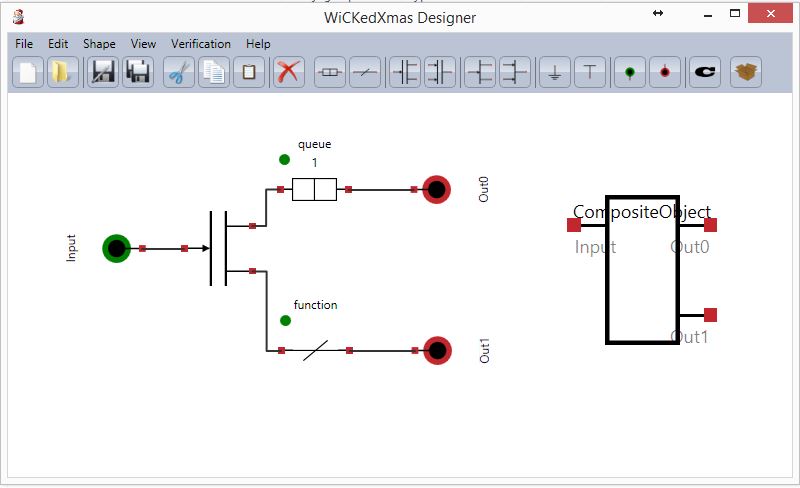 WiCKedXmas Designer
File Edit Shape View Verification Help
queue
1
Out0
Input
function
Out1
CompositeObject
Input Out0
Out1